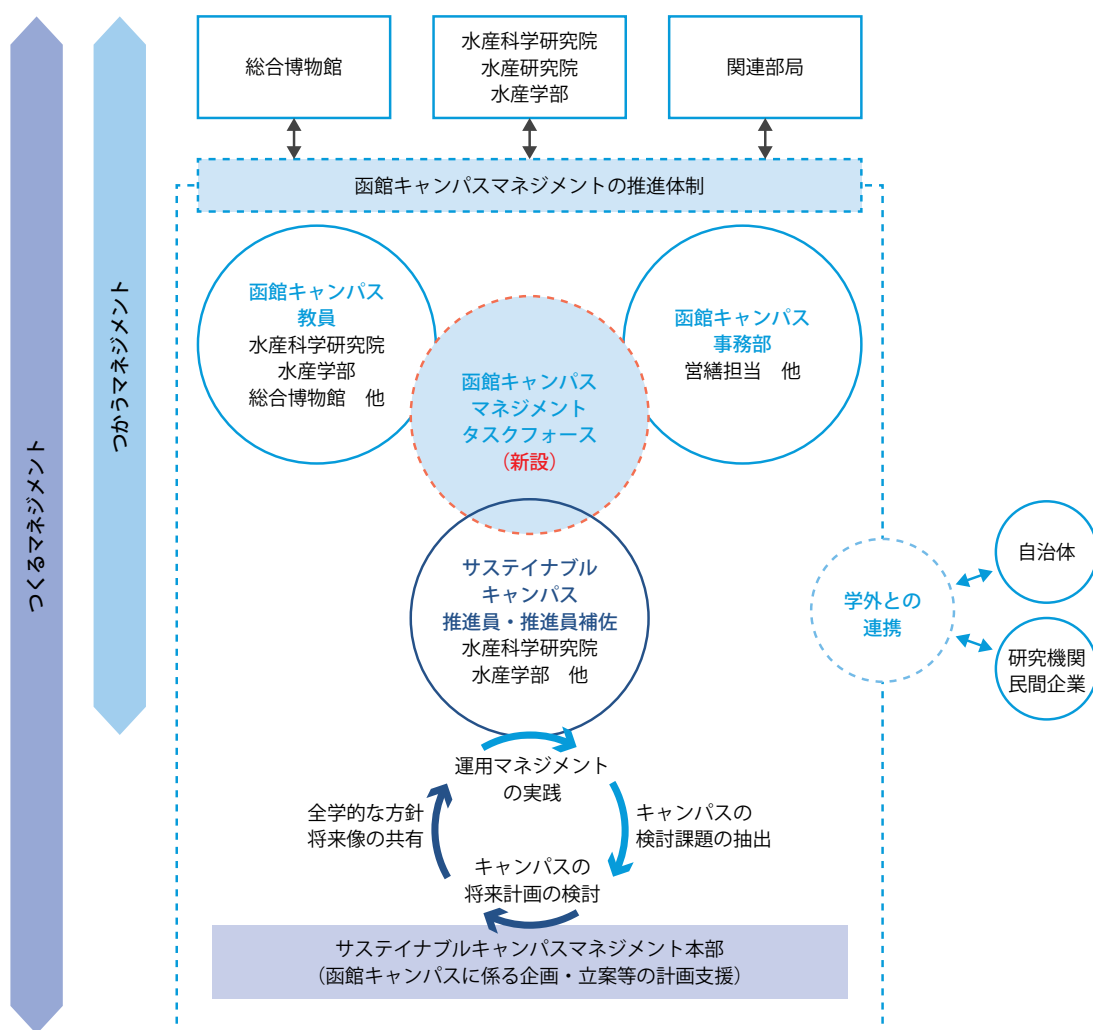 つくるマネジメント
つかうマネジメント
総合博物館
水産科学研究院
水産研究院
水産学部
関連部局
函館キャンパスマネジメントの推進体制
函館キャンパス
教員
水産科学研究院
水産学部
総合博物館　他
函館キャンパス
マネジメント
タスクフォース
（新設）
函館キャンパス
事務部
営繕担当　他
サステイナブル
キャンパス
推進員・推進員補佐
水産科学研究院
水産学部　他
学外との
連携
自治体
研究機関
民間企業
運用マネジメント
の実践
全学的な方針
将来像の共有
キャンパスの
検討課題の抽出
キャンパスの
将来計画の検討
サステイナブルキャンパスマネジメント本部
（函館キャンパスに係る企画・立案等の計画支援）